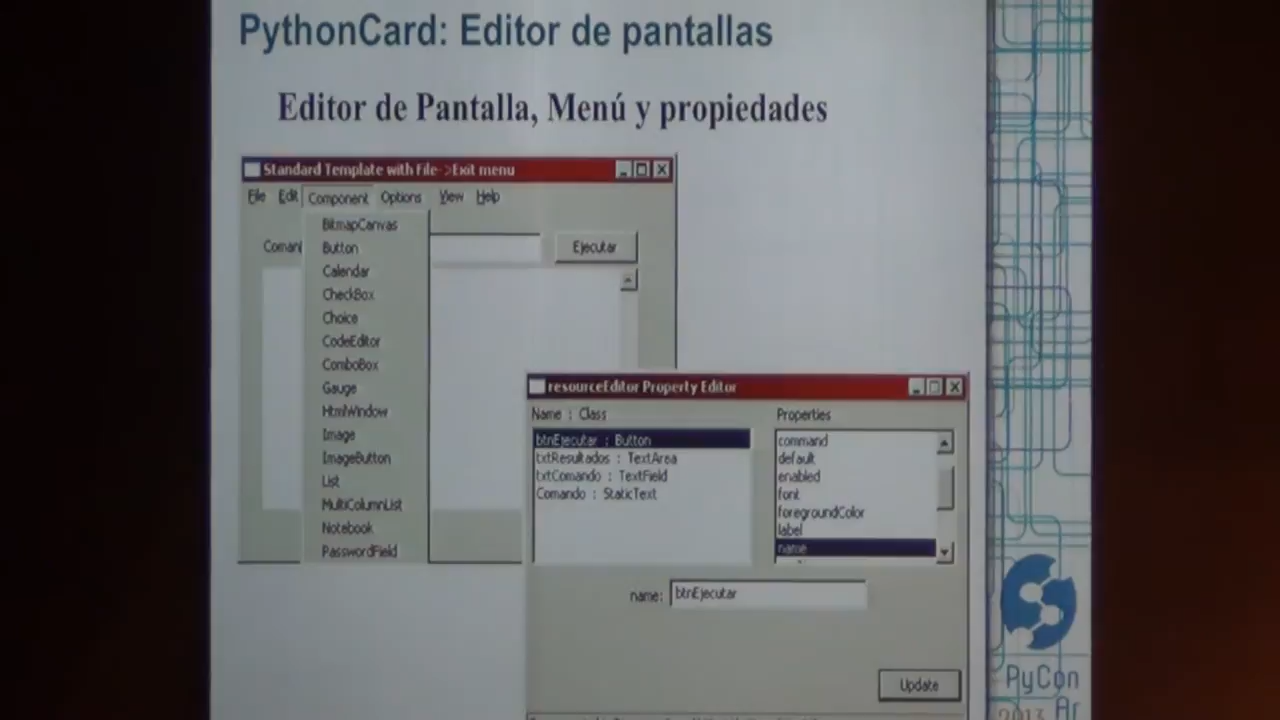 PythonCard: Editor de pantallas
Editor de Pantalla, Menú y propiedades
Standard Template with File->Exit menu
File Edit Component Options View Help
BitmapCanvas
Button
Calendar
CheckBox
Choice
CodeEditor
ComboBox
Gauge
HtmlWindow
Image
ImageButton
List
MultiColumnList
Notebook
PasswordField
Coman
Ejecutar
resourceEditor Property Editor
Name : Class
btnEjecutar : Button
txtResultados : TextArea
txtComando : TextField
Comando : StaticText
Properties
command
default
enabled
font
foregroundColor
label
name
name: btnEjecutar
Update
PyCon
2013 Ar